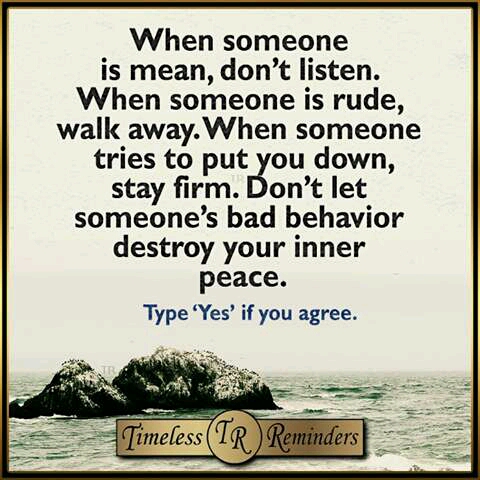 When someone
is mean, don't listen.
When someone is rude,
walk away. When someone
tries to put you down,
stay firm. Don't let
someone's bad behavior
destroy your inner
peace.
Type 'Yes' if you agree.
TR
TR
Timeless TR Reminders